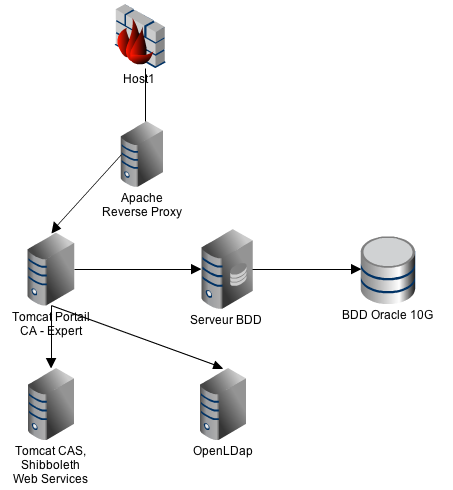 Host1
Apache
Reverse Proxy
Tomcat Portail
CA - Expert
Serveur BDD
BDD Oracle 10G
Tomcat CAS,
Shibboleth
Web Services
OpenLDap